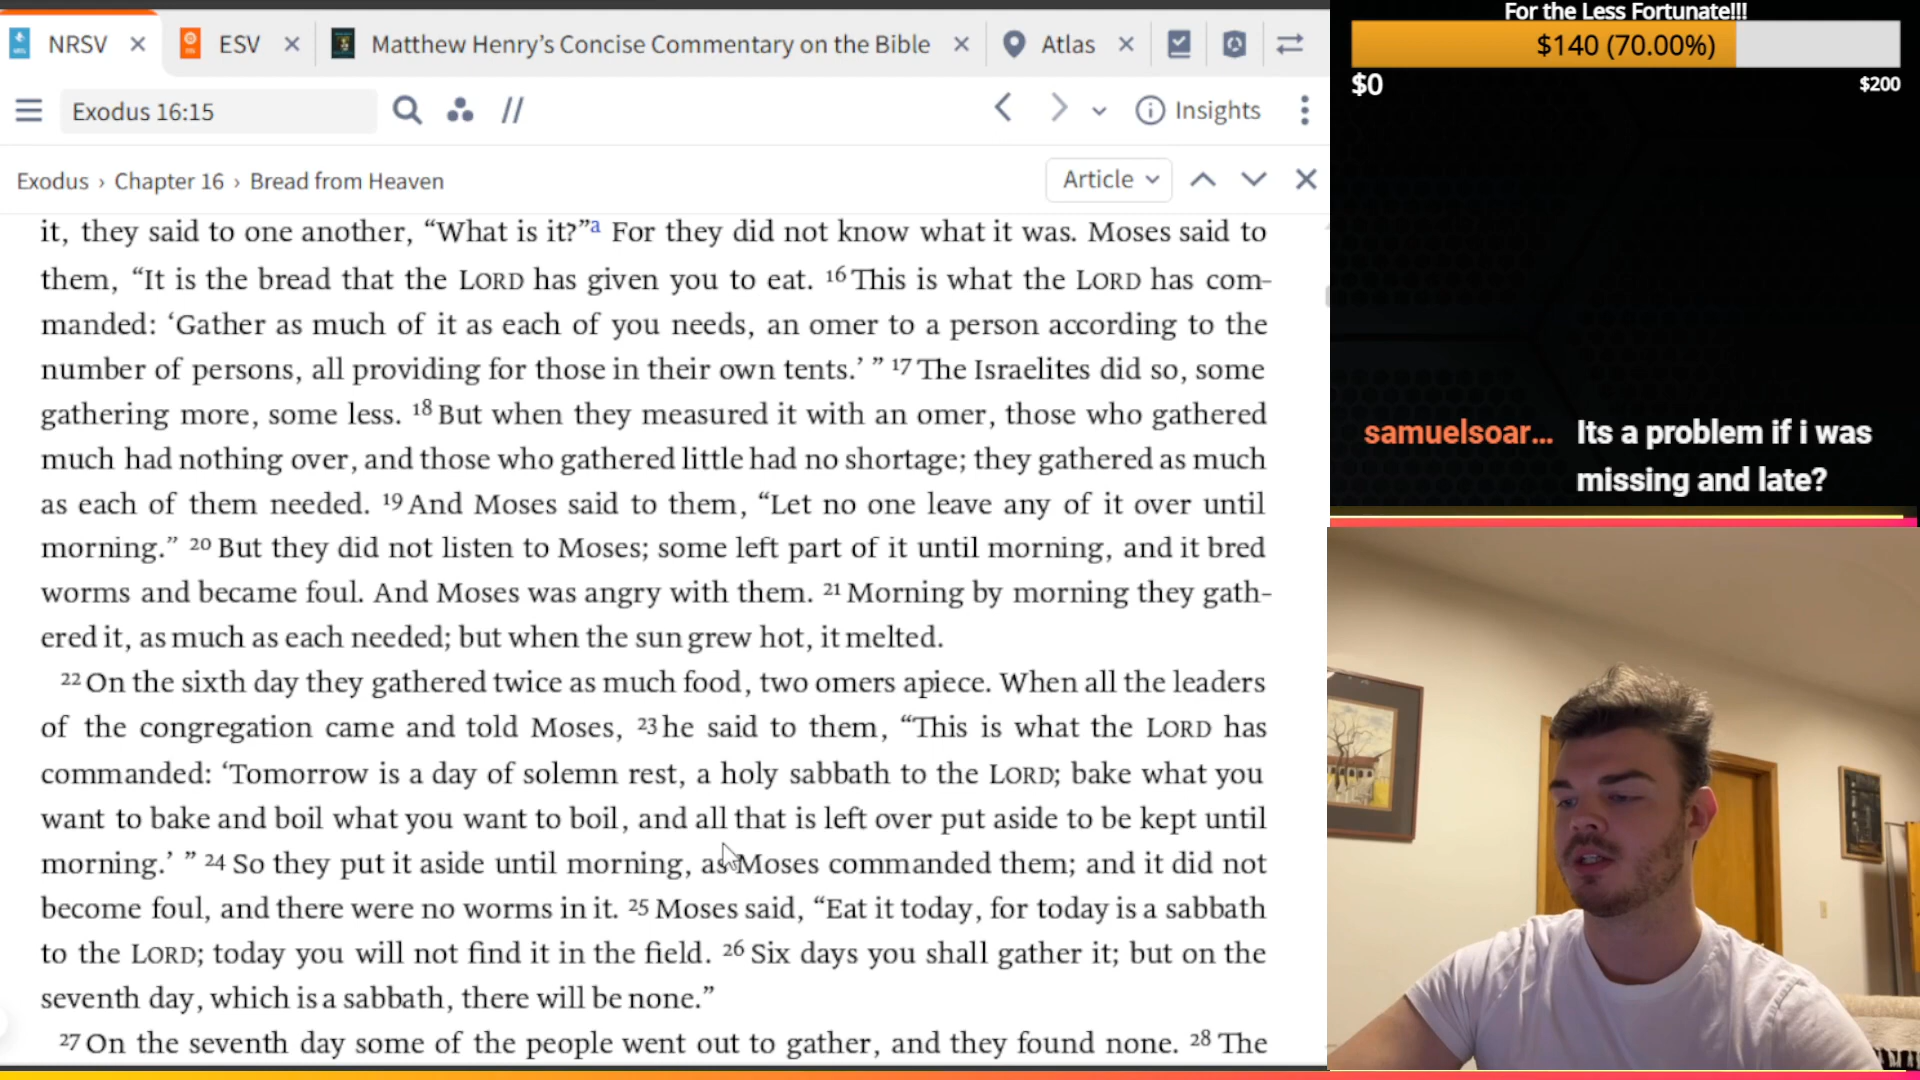 NRSV
ESV
Matthew Henry’s Concise Commentary on the Bible
Atlas
Exodus 16:15
//
Insights
Exodus › Chapter 16 › Bread from Heaven
Article
it, they said to one another, “What is it?”a For they did not know what it was. Moses said to
them, “It is the bread that the LORD has given you to eat. 16 This is what the LORD has com-
manded: ‘Gather as much of it as each of you needs, an omer to a person according to the
number of persons, all providing for those in their own tents.’ ” 17 The Israelites did so, some
gathering more, some less. 18 But when they measured it with an omer, those who gathered
much had nothing over, and those who gathered little had no shortage; they gathered as much
as each of them needed. 19 And Moses said to them, “Let no one leave any of it over until
morning.” 20 But they did not listen to Moses; some left part of it until morning, and it bred
worms and became foul. And Moses was angry with them. 21 Morning by morning they gath-
ered it, as much as each needed; but when the sun grew hot, it melted.
22 On the sixth day they gathered twice as much food, two omers apiece. When all the leaders
of the congregation came and told Moses, 23 he said to them, “This is what the LORD has
commanded: ‘Tomorrow is a day of solemn rest, a holy sabbath to the LORD; bake what you
want to bake and boil what you want to boil, and all that is left over put aside to be kept until
morning.’ ” 24 So they put it aside until morning, as Moses commanded them; and it did not
become foul, and there were no worms in it. 25 Moses said, “Eat it today, for today is a sabbath
to the LORD; today you will not find it in the field. 26 Six days you shall gather it; but on the
seventh day, which is a sabbath, there will be none.”
27 On the seventh day some of the people went out to gather, and they found none. 28 The
For the Less Fortunate!!!
$140 (70.00%)
$0
$200
samuelsoar... Its a problem if i was
missing and late?